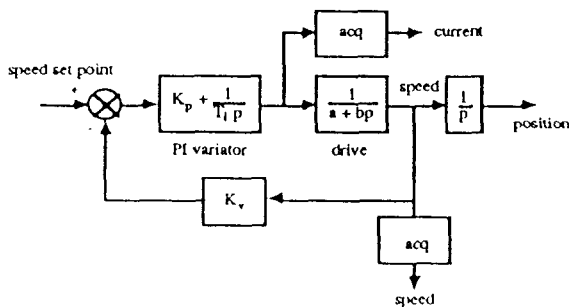 acq
current
speed set point
K_p + 1/(T_i p)
1/(a + bp)
speed
1/p
position
PI variator
drive
K_v
acq
speed